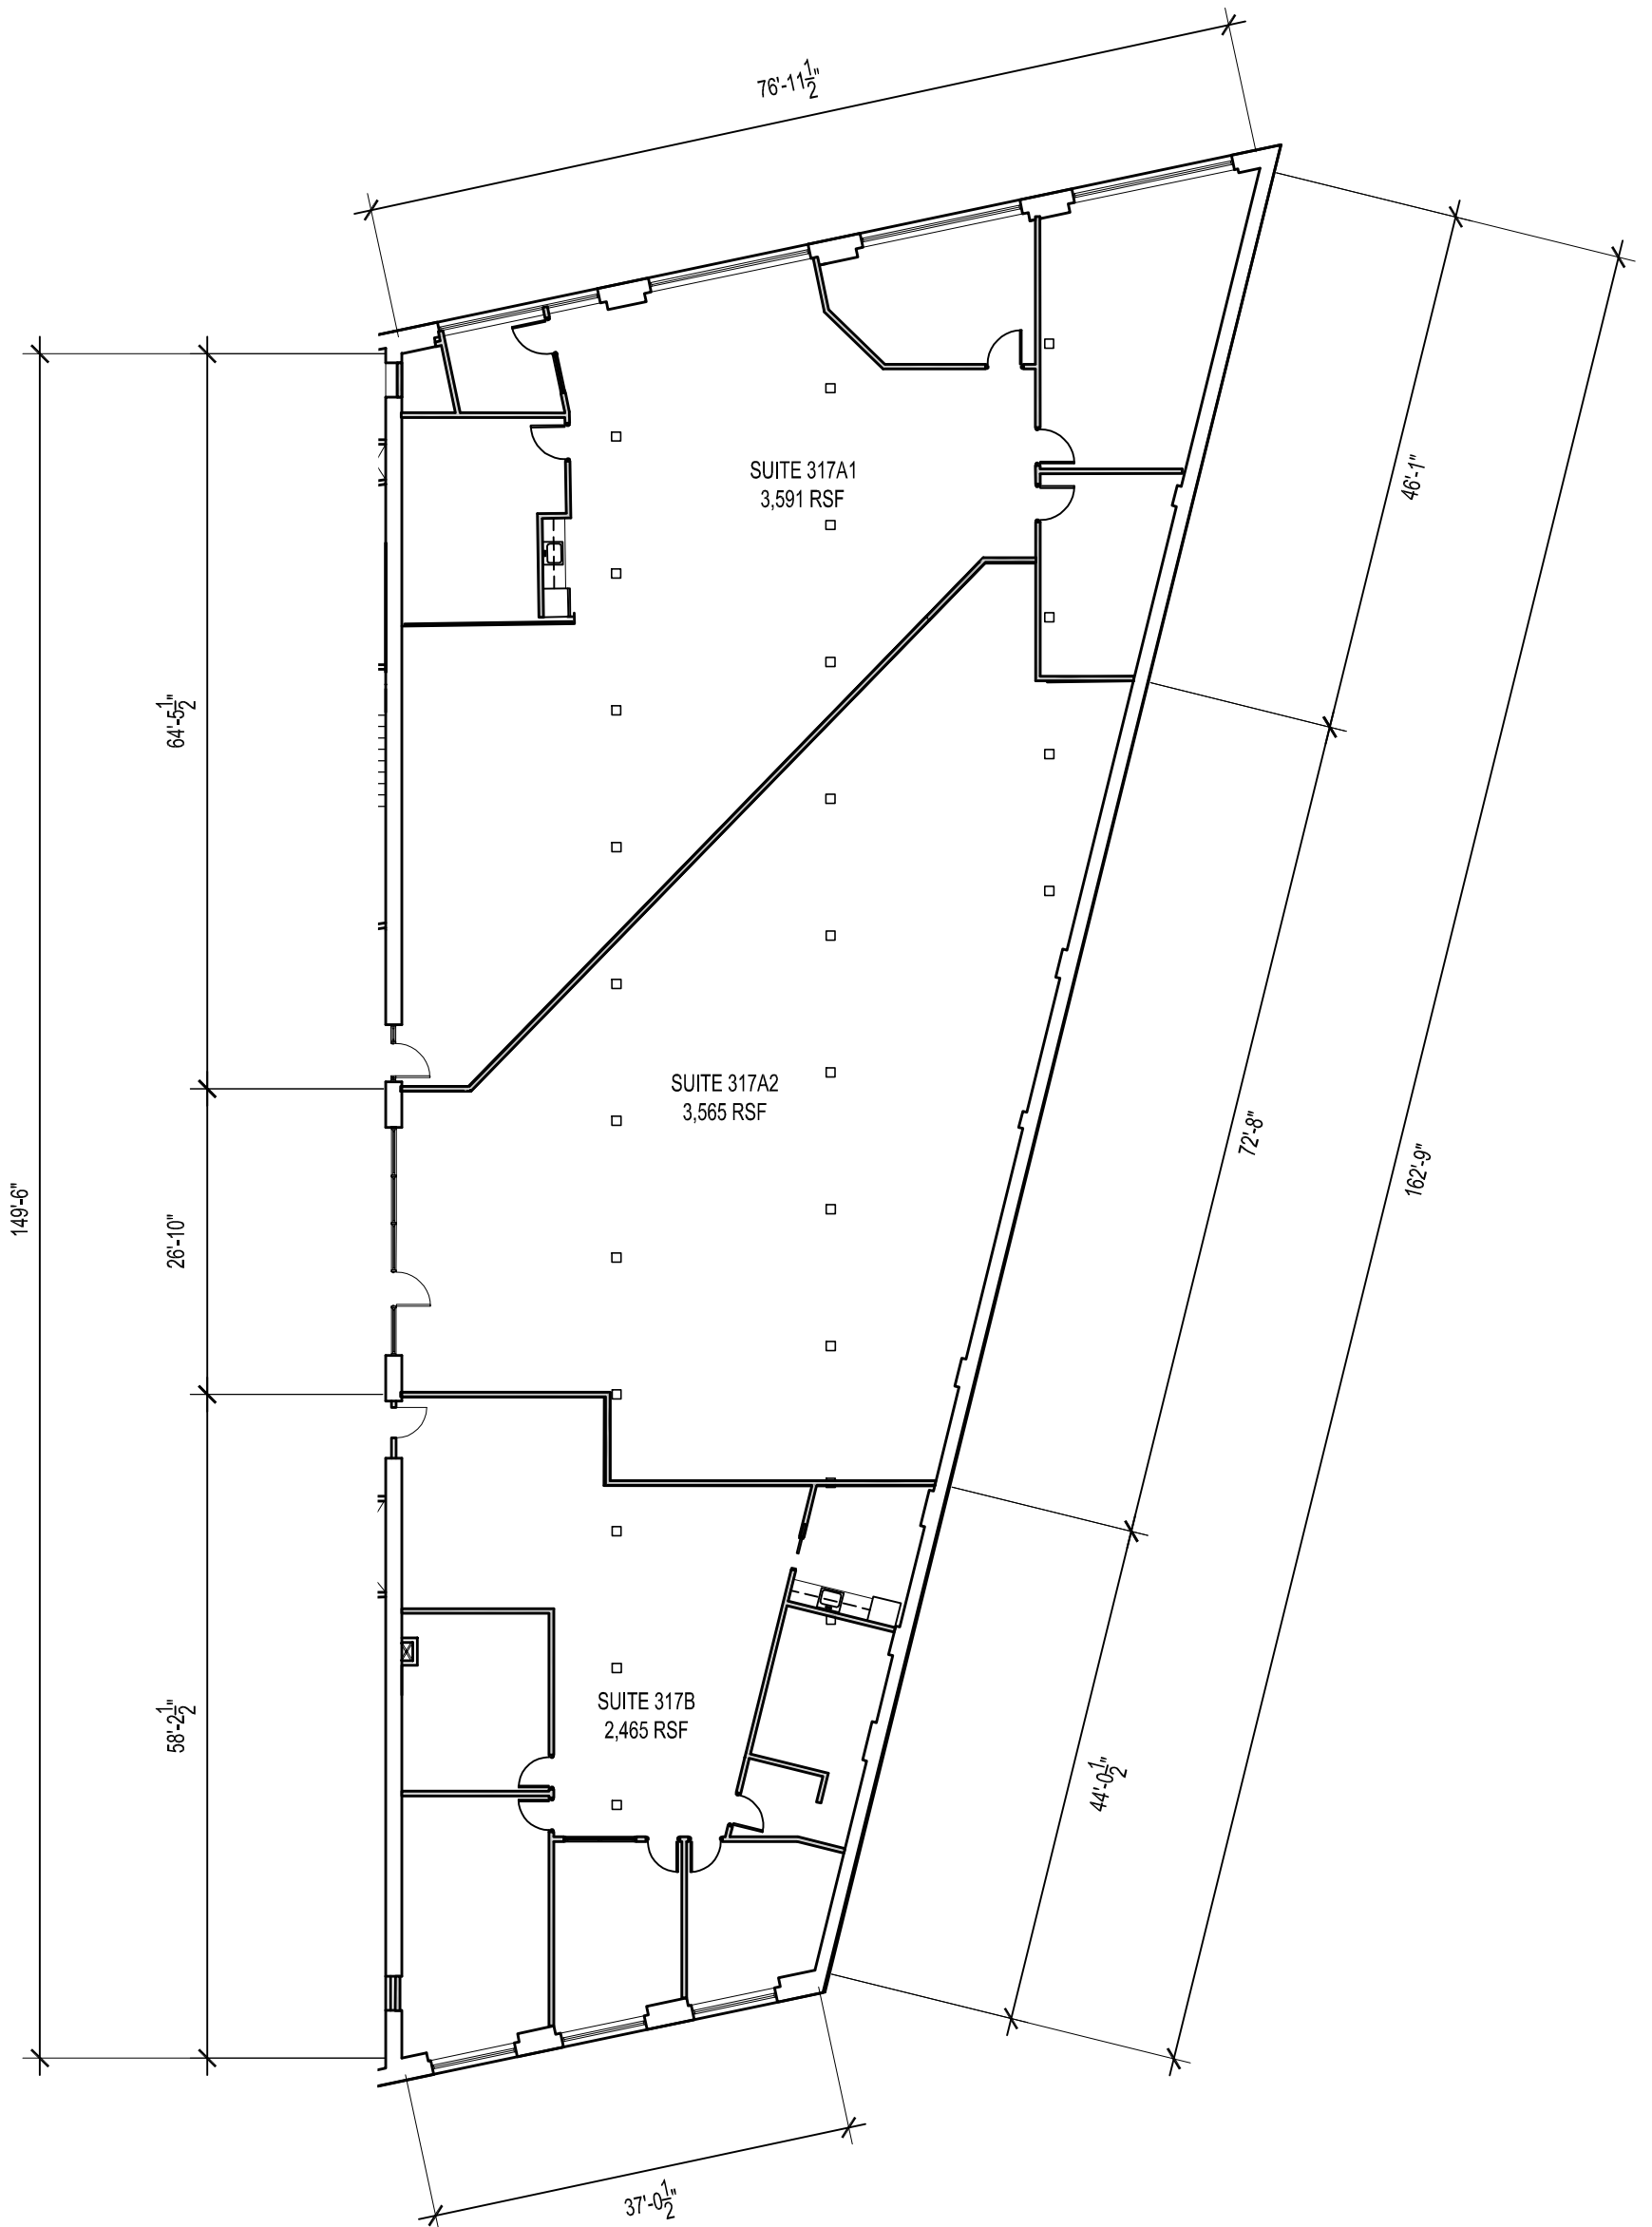 76'-11 1/2"
SUITE 317A1
3,591 RSF
46'-1"
64'-5 1/2"
SUITE 317A2
3,565 RSF
72'-8"
162'-9"
149'-6"
26'-10"
SUITE 317B
2,465 RSF
58'-2 1/2"
44'-0 1/2"
37'-0 1/2"